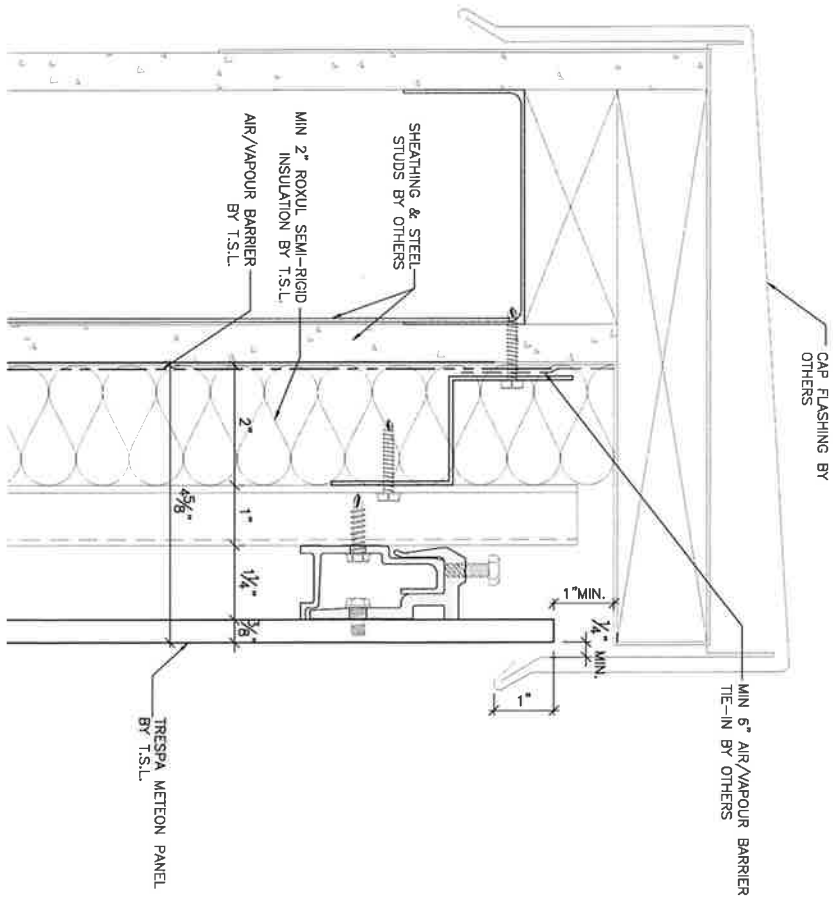 CAP FLASHING BY
OTHERS
MIN 6" AIR/VAPOUR BARRIER
TIE-IN BY OTHERS
SHEATHING & STEEL
STUDS BY OTHERS
MIN 2" ROXUL SEMI-RIGID
INSULATION BY T.S.L.
AIR/VAPOUR BARRIER
BY T.S.L.
2"
1"
1¼"
⅜"
4⅝"
1"MIN.
¼" MIN.
1"
TRESPA METEON PANEL
BY T.S.L.